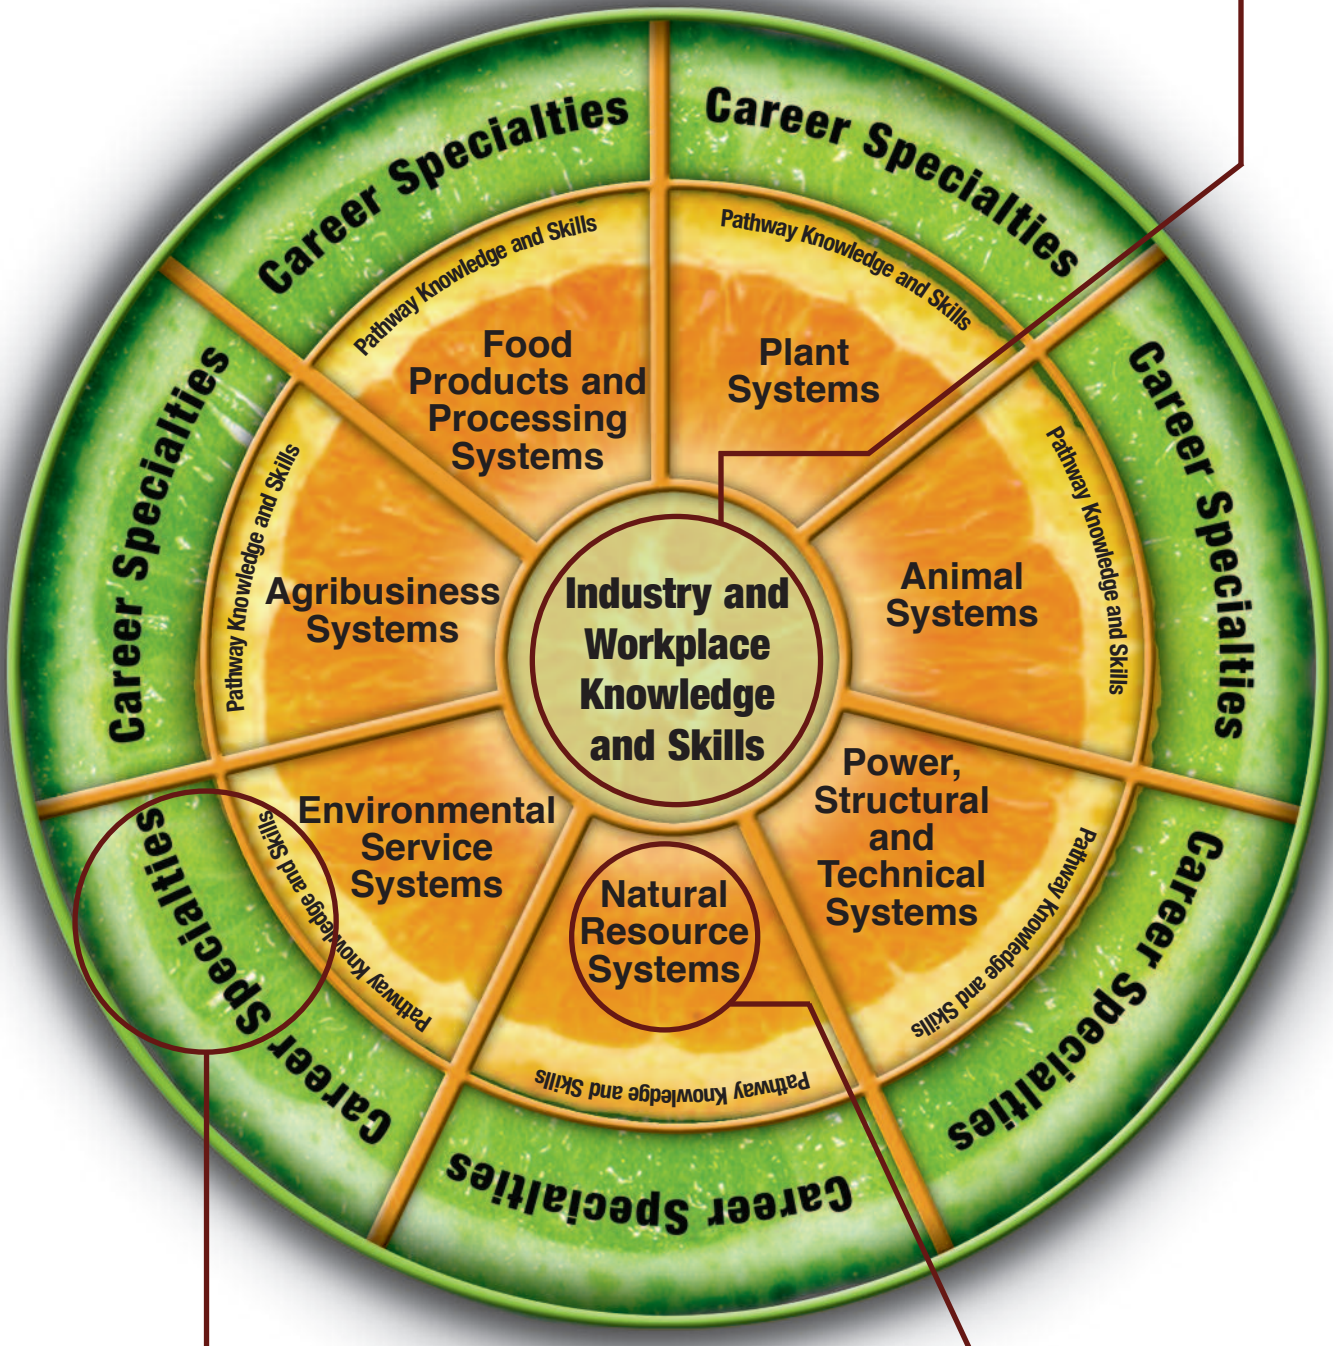 Career Specialties
Career Specialties
Pathway Knowledge and Skills
Pathway Knowledge and Skills
Food
Products and
Processing
Systems
Plant
Systems
Career Specialties
Career Specialties
Pathway Knowledge and Skills
Pathway Knowledge and Skills
Agribusiness
Systems
Animal
Systems
Industry and
Workplace
Knowledge
and Skills
Environmental
Service
Systems
Power,
Structural
and
Technical
Systems
Natural
Resource
Systems
Pathway Knowledge and Skills
Pathway Knowledge and Skills
Pathway Knowledge and Skills
Career Specialties
Career Specialties
Career Specialties